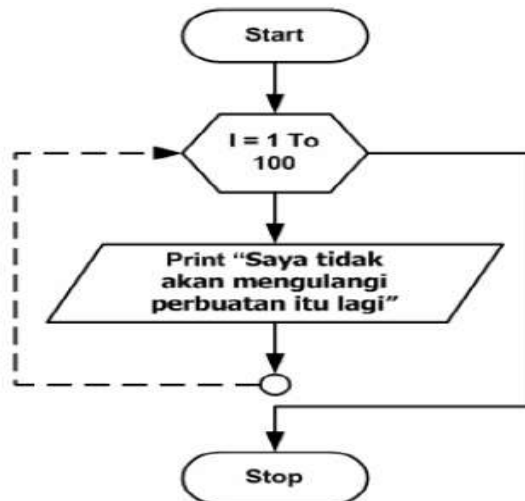 Start
I = 1 To
100
Print “Saya tidak
akan mengulangi
perbuatan itu lagi”
Stop